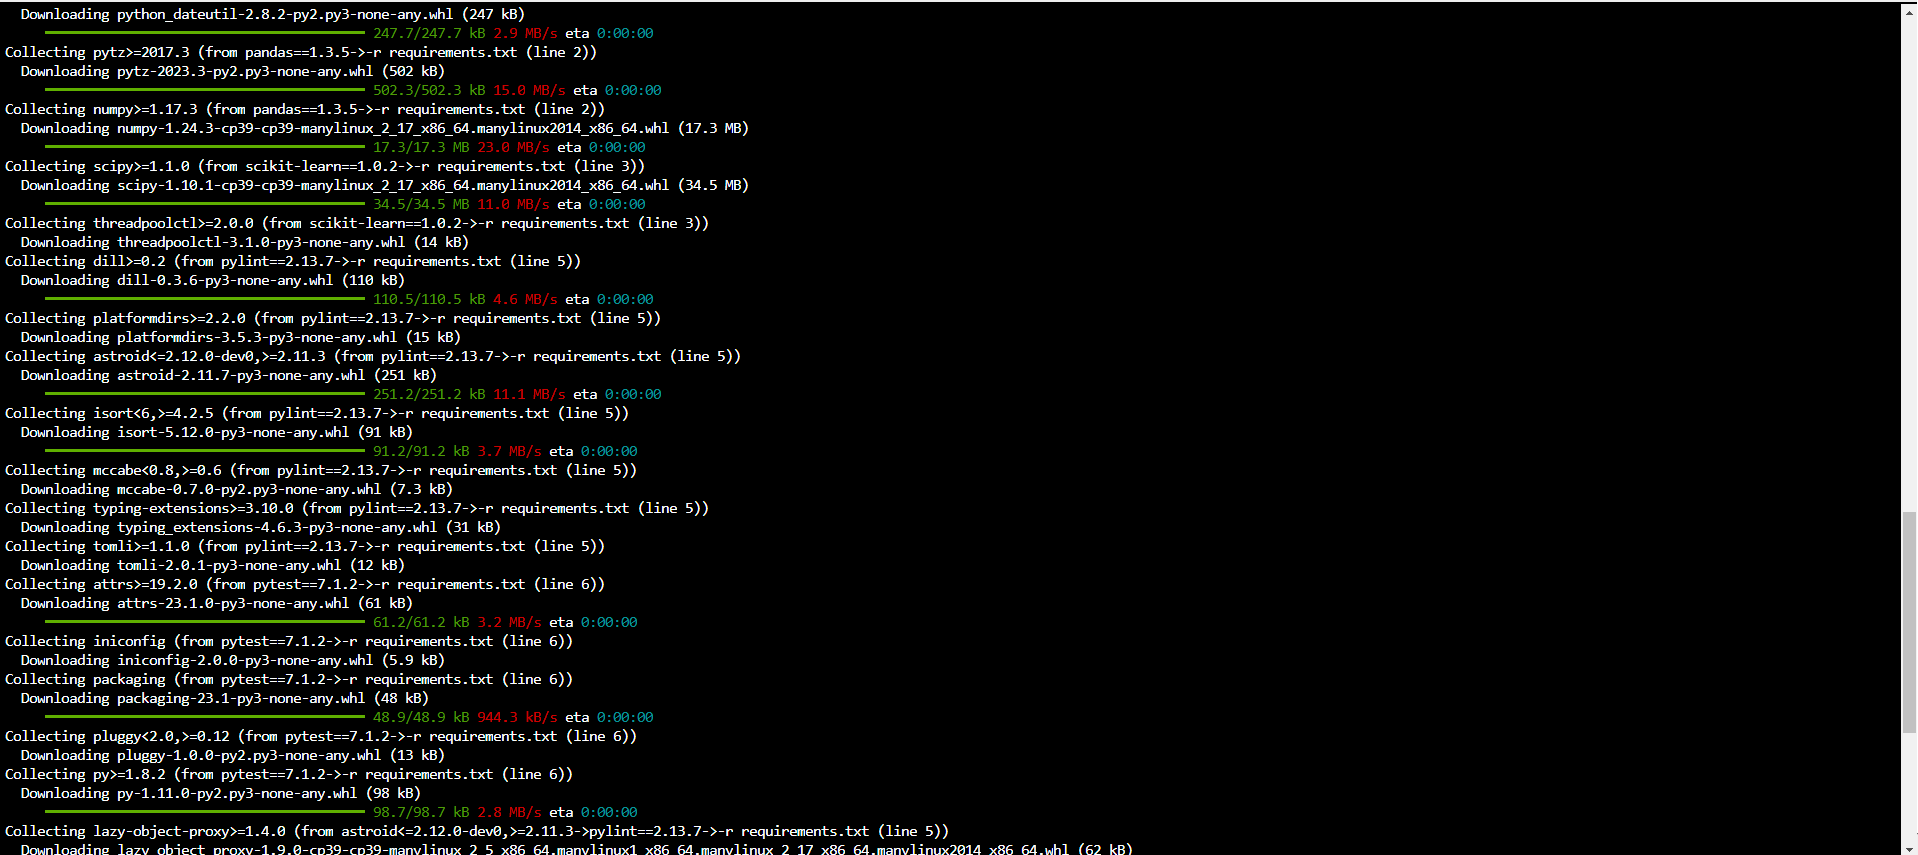 Downloading python_dateutil-2.8.2-py2.py3-none-any.whl (247 kB)
247.7/247.7 kB 2.9 MB/s eta 0:00:00
Collecting pytz>=2017.3 (from pandas==1.3.5->-r requirements.txt (line 2))
Downloading pytz-2023.3-py2.py3-none-any.whl (502 kB)
502.3/502.3 kB 15.0 MB/s eta 0:00:00
Collecting numpy>=1.17.3 (from pandas==1.3.5->-r requirements.txt (line 2))
Downloading numpy-1.24.3-cp39-cp39-manylinux_2_17_x86_64.manylinux2014_x86_64.whl (17.3 MB)
17.3/17.3 MB 23.0 MB/s eta 0:00:00
Collecting scipy>=1.1.0 (from scikit-learn==1.0.2->-r requirements.txt (line 3))
Downloading scipy-1.10.1-cp39-cp39-manylinux_2_17_x86_64.manylinux2014_x86_64.whl (34.5 MB)
34.5/34.5 MB 11.0 MB/s eta 0:00:00
Collecting threadpoolctl>=2.0.0 (from scikit-learn==1.0.2->-r requirements.txt (line 3))
Downloading threadpoolctl-3.1.0-py3-none-any.whl (14 kB)
Collecting dill>=0.2 (from pylint==2.13.7->-r requirements.txt (line 5))
Downloading dill-0.3.6-py3-none-any.whl (110 kB)
110.5/110.5 kB 4.6 MB/s eta 0:00:00
Collecting platformdirs>=2.2.0 (from pylint==2.13.7->-r requirements.txt (line 5))
Downloading platformdirs-3.5.3-py3-none-any.whl (15 kB)
Collecting astroid<=2.12.0-dev0,>=2.11.3 (from pylint==2.13.7->-r requirements.txt (line 5))
Downloading astroid-2.11.7-py3-none-any.whl (251 kB)
251.2/251.2 kB 11.1 MB/s eta 0:00:00
Collecting isort<6,>=4.2.5 (from pylint==2.13.7->-r requirements.txt (line 5))
Downloading isort-5.12.0-py3-none-any.whl (91 kB)
91.2/91.2 kB 3.7 MB/s eta 0:00:00
Collecting mccabe<0.8,>=0.6 (from pylint==2.13.7->-r requirements.txt (line 5))
Downloading mccabe-0.7.0-py2.py3-none-any.whl (7.3 kB)
Collecting typing-extensions>=3.10.0 (from pylint==2.13.7->-r requirements.txt (line 5))
Downloading typing_extensions-4.6.3-py3-none-any.whl (31 kB)
Collecting tomli>=1.1.0 (from pylint==2.13.7->-r requirements.txt (line 5))
Downloading tomli-2.0.1-py3-none-any.whl (12 kB)
Collecting attrs>=19.2.0 (from pytest==7.1.2->-r requirements.txt (line 6))
Downloading attrs-23.1.0-py3-none-any.whl (61 kB)
61.2/61.2 kB 3.2 MB/s eta 0:00:00
Collecting iniconfig (from pytest==7.1.2->-r requirements.txt (line 6))
Downloading iniconfig-2.0.0-py3-none-any.whl (5.9 kB)
Collecting packaging (from pytest==7.1.2->-r requirements.txt (line 6))
Downloading packaging-23.1-py3-none-any.whl (48 kB)
48.9/48.9 kB 944.3 kB/s eta 0:00:00
Collecting pluggy<2.0,>=0.12 (from pytest==7.1.2->-r requirements.txt (line 6))
Downloading pluggy-1.0.0-py2.py3-none-any.whl (13 kB)
Collecting py>=1.8.2 (from pytest==7.1.2->-r requirements.txt (line 6))
Downloading py-1.11.0-py2.py3-none-any.whl (98 kB)
98.7/98.7 kB 2.8 MB/s eta 0:00:00
Collecting lazy-object-proxy>=1.4.0 (from astroid<=2.12.0-dev0,>=2.11.3->pylint==2.13.7->-r requirements.txt (line 5))
Downloading lazy_object_proxy-1.9.0-cp39-cp39-manylinux_2_5_x86_64.manylinux1_x86_64.manylinux_2_17_x86_64.manylinux2014_x86_64.whl (62 kB)